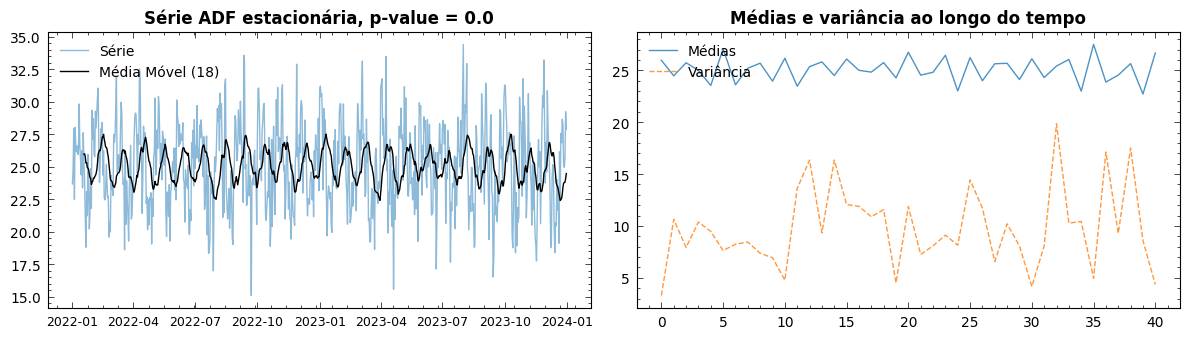 Série ADF estacionária, p-value = 0.0
35.0
32.5
30.0
27.5
25.0
22.5
20.0
17.5
15.0
Série
Média Móvel (18)
2022-01 2022-04 2022-07 2022-10 2023-01 2023-04 2023-07 2023-10 2024-01
Médias e variância ao longo do tempo
25
20
15
10
5
Médias
Variância
0 5 10 15 20 25 30 35 40